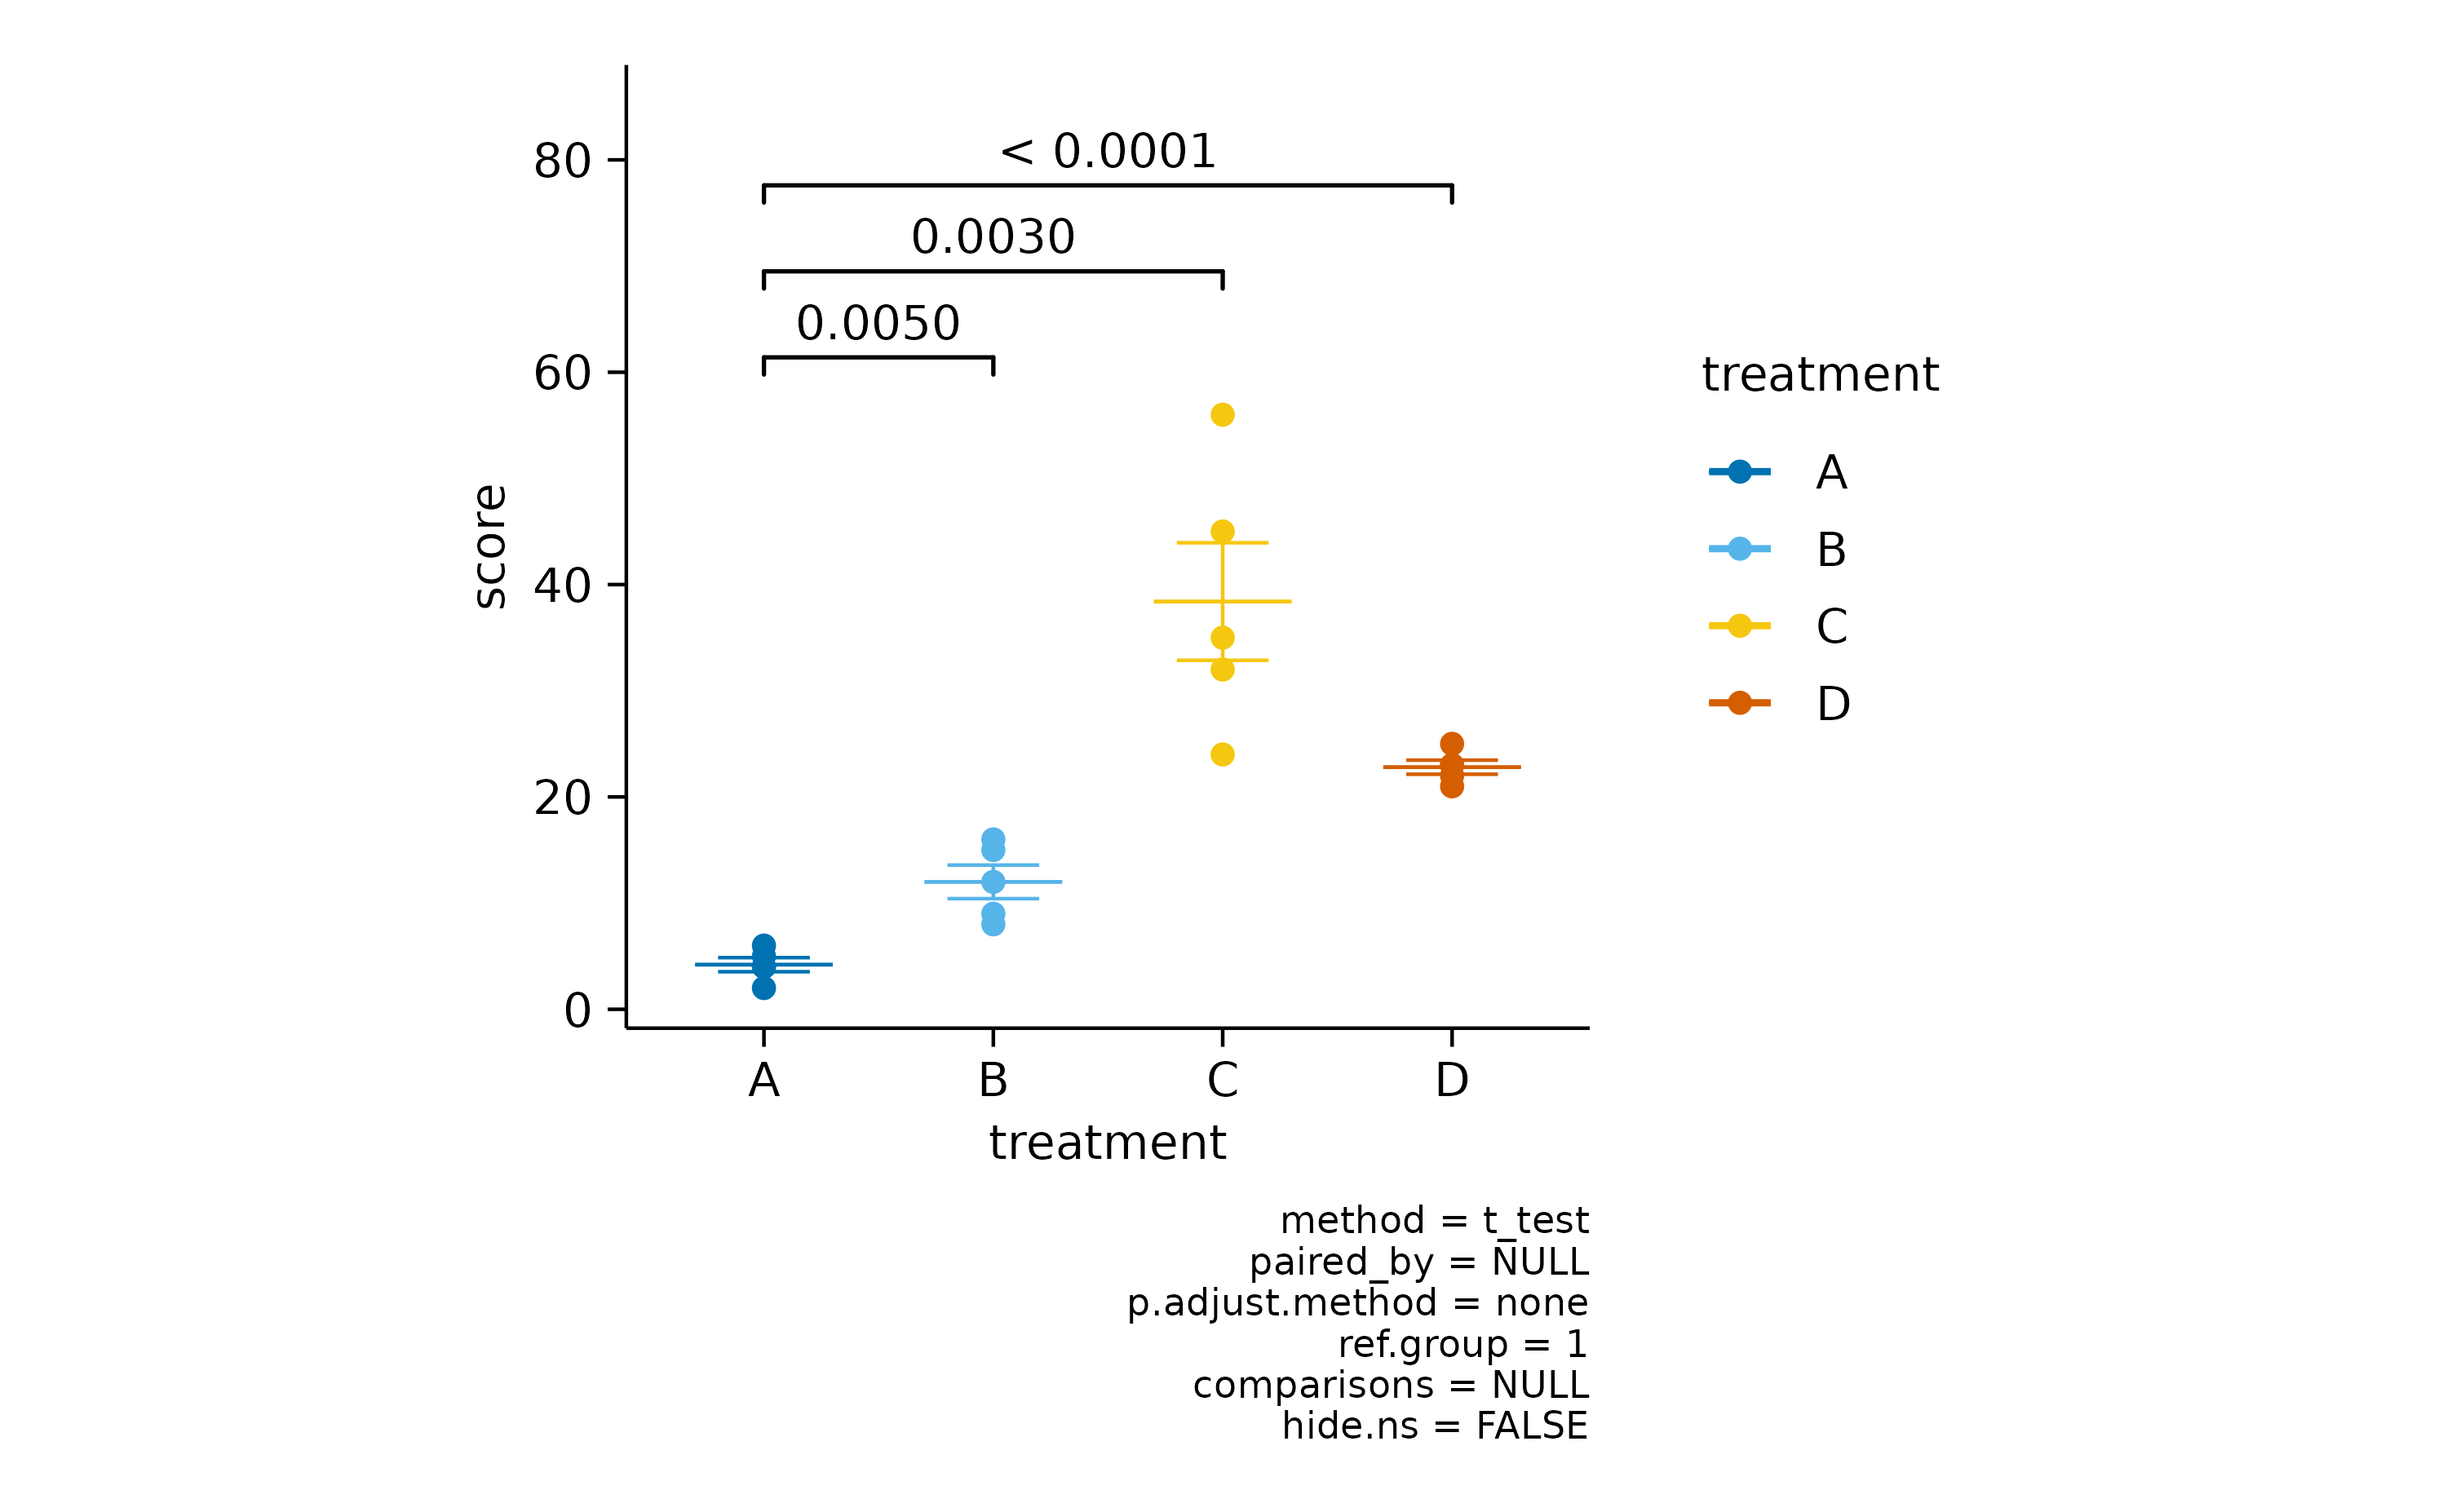 80
60
40
20
0
score
< 0.0001
0.0030
0.0050
A
B
C
D
treatment
treatment
A
B
C
D
method = t_test
paired_by = NULL
p.adjust.method = none
ref.group = 1
comparisons = NULL
hide.ns = FALSE